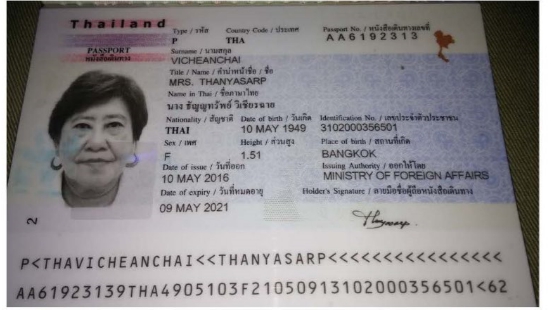 Thailand
PASSPORT
หนังสือเดินทาง
Type / รหัส Country Code / ประเทศ Passport No. / หนังสือเดินทางเลขที่
P THA AA6192313
Surname / นามสกุล
VICHEANCHAI
Title / Name / คำนำหน้าชื่อ / ชื่อ
MRS. THANYASARP
Name in Thai / ชื่อภาษาไทย
นาง ธัญญทรัพย์ วิเชียรฉาย
Nationality / สัญชาติ Date of birth / วันเกิด Identification No. / เลขประจำตัวประชาชน
THAI 10 MAY 1949 3102000356501
Sex / เพศ Height / ส่วนสูง Place of birth / สถานที่เกิด
F 1.51 BANGKOK
Date of issue / วันที่ออก Issuing Authority / ออกให้โดย
10 MAY 2016 MINISTRY OF FOREIGN AFFAIRS
Date of expiry / วันที่หมดอายุ Holder's Signature / ลายมือชื่อผู้ถือหนังสือเดินทาง
09 MAY 2021
2
P<THAVICHEANCHAI<<THANYASARP<<<<<<<<<<<<<<<<
AA61923139THA4905103F21050913102000356501<62